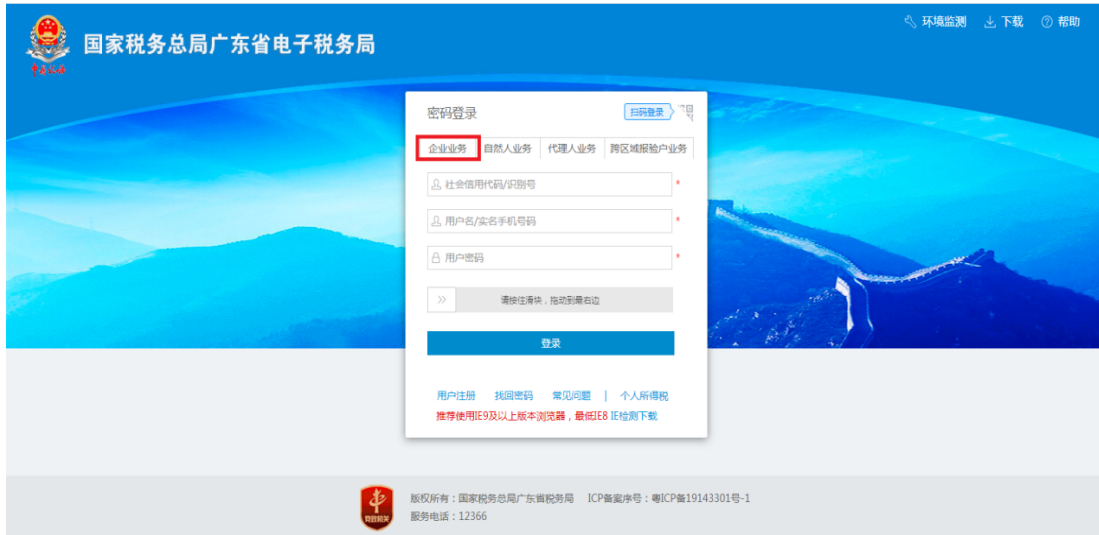 环境监测 下载 帮助
国家税务总局广东省电子税务局
中国税务
密码登录 扫码登录
企业业务 自然人业务 代理人业务 跨区域报验户业务
社会信用代码/识别号 *
用户名/实名手机号码 *
用户密码 *
>> 请按住滑块，拖动到最右边
登录
用户注册 找回密码 常见问题 | 个人所得税
推荐使用IE9及以上版本浏览器，最低IE8 IE检测下载
党政机关
版权所有：国家税务总局广东省税务局 ICP备案序号：粤ICP备19143301号-1
服务电话：12366